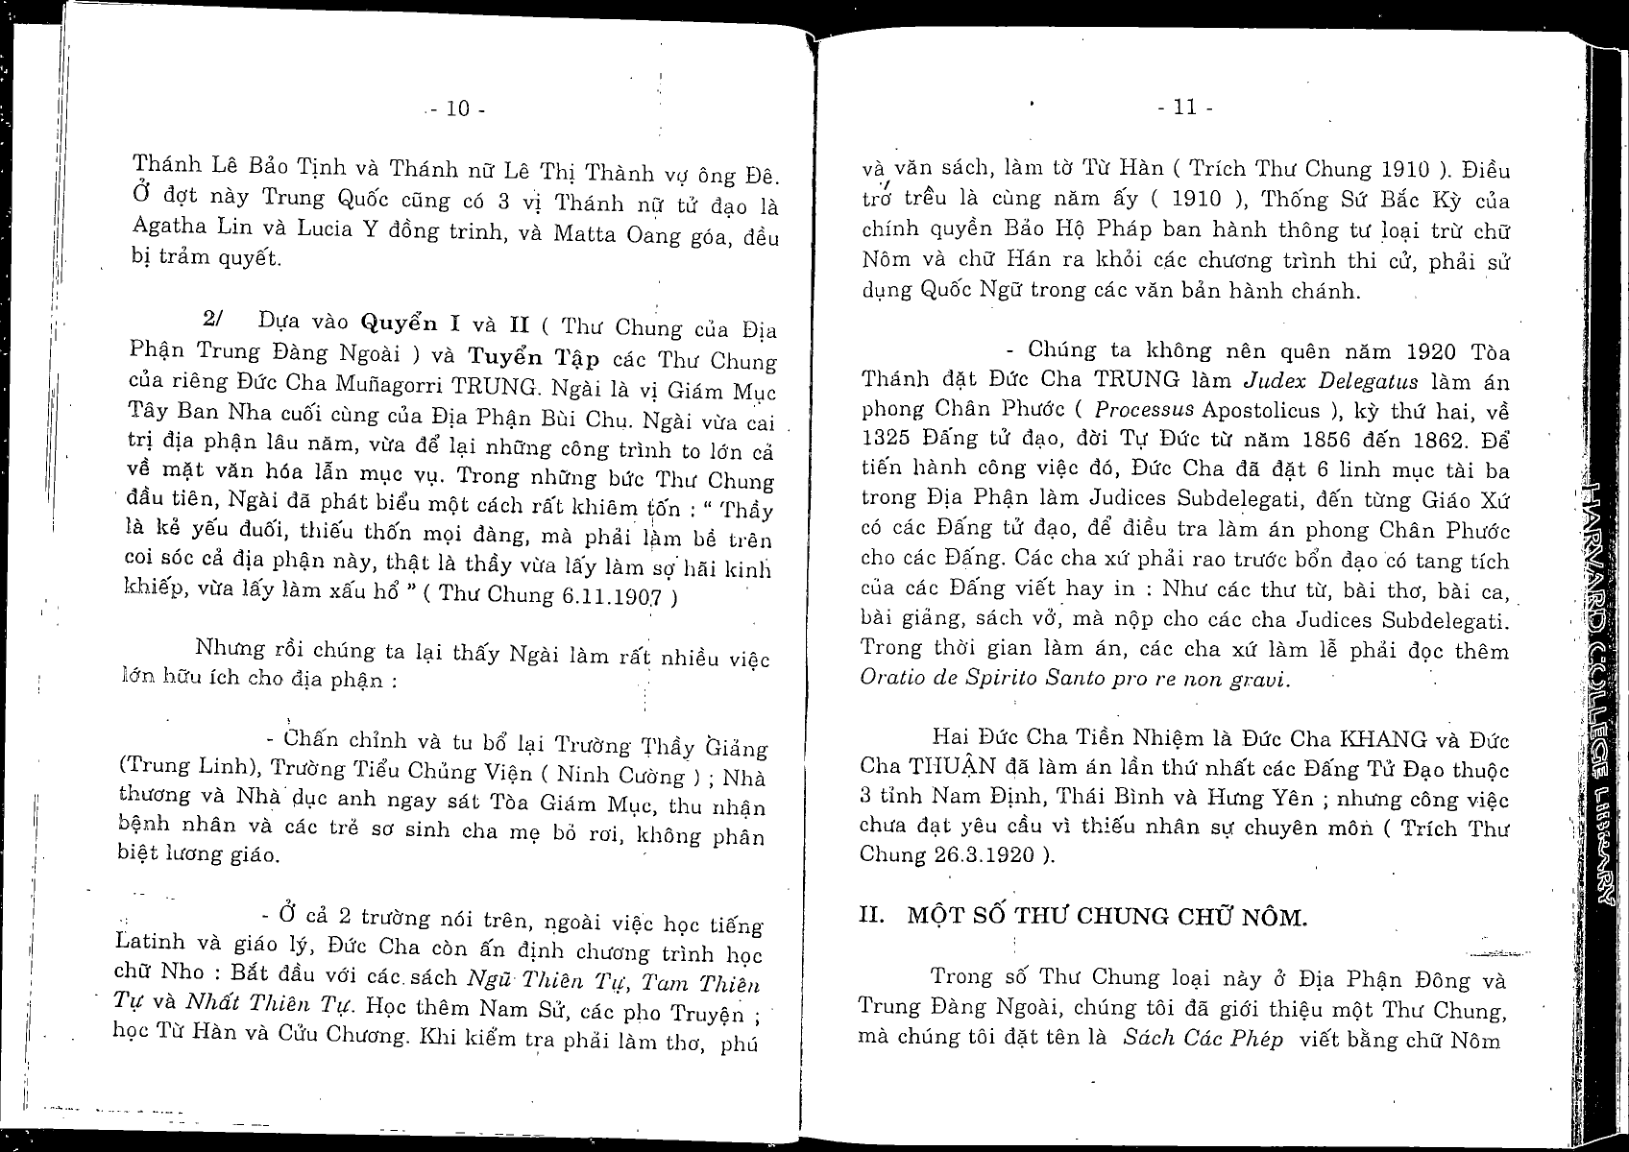 - 10 -
Thánh Lê Bảo Tịnh và Thánh nữ Lê Thị Thành vợ ông Đê.
Ở đợt này Trung Quốc cũng có 3 vị Thánh nữ tử đạo là
Agatha Lin và Lucia Y đồng trinh, và Matta Oang góa, đều
bị trảm quyết.
2/ Dựa vào Quyển I và II ( Thư Chung của Địa
Phận Trung Đàng Ngoài ) và Tuyển Tập các Thư Chung
của riêng Đức Cha Muñagorri TRUNG. Ngài là vị Giám Mục
Tây Ban Nha cuối cùng của Địa Phận Bùi Chu. Ngài vừa cai
trị địa phận lâu năm, vừa để lại những công trình to lớn cả
về mặt văn hóa lẫn mục vụ. Trong những bức Thư Chung
đầu tiên, Ngài đã phát biểu một cách rất khiêm tốn : “ Thầy
là kẻ yếu đuối, thiếu thốn mọi đàng, mà phải làm bề trên
coi sóc cả địa phận này, thật là thầy vừa lấy làm sợ hãi kinh
khiếp, vừa lấy làm xấu hổ ” ( Thư Chung 6.11.1907 )
Nhưng rồi chúng ta lại thấy Ngài làm rất nhiều việc
lớn hữu ích cho địa phận :
- Chấn chỉnh và tu bổ lại Trường Thầy Giảng
(Trung Linh), Trường Tiểu Chủng Viện ( Ninh Cường ) ; Nhà
thương và Nhà dục anh ngay sát Tòa Giám Mục, thu nhận
bệnh nhân và các trẻ sơ sinh cha mẹ bỏ rơi, không phân
biệt lương giáo.
- Ở cả 2 trường nói trên, ngoài việc học tiếng
Latinh và giáo lý, Đức Cha còn ấn định chương trình học
chữ Nho : Bắt đầu với các sách Ngũ Thiên Tự, Tam Thiên
Tự và Nhất Thiên Tự. Học thêm Nam Sử, các pho Truyện ;
học Từ Hàn và Cửu Chương. Khi kiểm tra phải làm thơ, phú
- 11 -
và văn sách, làm tờ Từ Hàn ( Trích Thư Chung 1910 ). Điều
trớ trêu là cùng năm ấy ( 1910 ), Thống Sứ Bắc Kỳ của
chính quyền Bảo Hộ Pháp ban hành thông tư loại trừ chữ
Nôm và chữ Hán ra khỏi các chương trình thi cử, phải sử
dụng Quốc Ngữ trong các văn bản hành chánh.
- Chúng ta không nên quên năm 1920 Tòa
Thánh đặt Đức Cha TRUNG làm Judex Delegatus làm án
phong Chân Phước ( Processus Apostolicus ), kỳ thứ hai, về
1325 Đấng tử đạo, đời Tự Đức từ năm 1856 đến 1862. Để
tiến hành công việc đó, Đức Cha đã đặt 6 linh mục tài ba
trong Địa Phận làm Judices Subdelegati, đến từng Giáo Xứ
có các Đấng tử đạo, để điều tra làm án phong Chân Phước
cho các Đấng. Các cha xứ phải rao trước bổn đạo có tang tích
của các Đấng viết hay in : Như các thư từ, bài thơ, bài ca,
bài giảng, sách vở, mà nộp cho các cha Judices Subdelegati.
Trong thời gian làm án, các cha xứ làm lễ phải đọc thêm
Oratio de Spirito Santo pro re non gravi.
Hai Đức Cha Tiền Nhiệm là Đức Cha KHANG và Đức
Cha THUẬN đã làm án lần thứ nhất các Đấng Tử Đạo thuộc
3 tỉnh Nam Định, Thái Bình và Hưng Yên ; nhưng công việc
chưa đạt yêu cầu vì thiếu nhân sự chuyên môn ( Trích Thư
Chung 26.3.1920 ).
II. MỘT SỐ THƯ CHUNG CHỮ NÔM.
Trong số Thư Chung loại này ở Địa Phận Đông và
Trung Đàng Ngoài, chúng tôi đã giới thiệu một Thư Chung,
mà chúng tôi đặt tên là Sách Các Phép viết bằng chữ Nôm
HARVARD COLLEGE LIBRARY